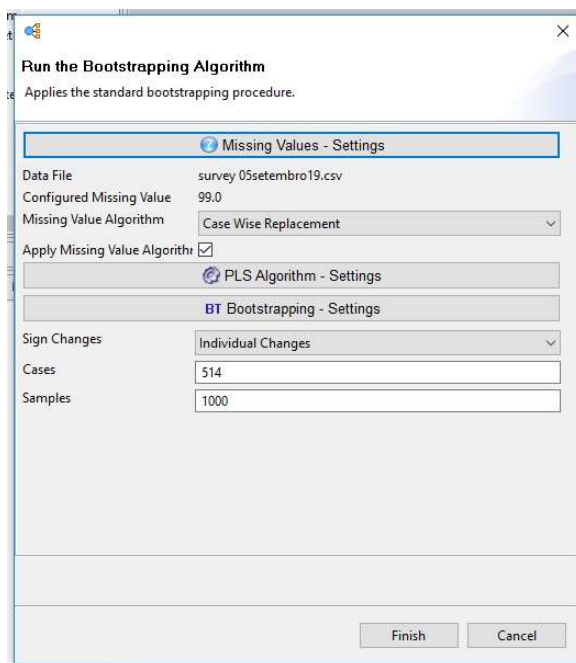 Run the Bootstrapping Algorithm
Applies the standard bootstrapping procedure.
Missing Values - Settings
Data File survey 05setembro19.csv
Configured Missing Value 99.0
Missing Value Algorithm Case Wise Replacement
Apply Missing Value Algorithr
PLS Algorithm - Settings
BT Bootstrapping - Settings
Sign Changes Individual Changes
Cases 514
Samples 1000
Finish Cancel